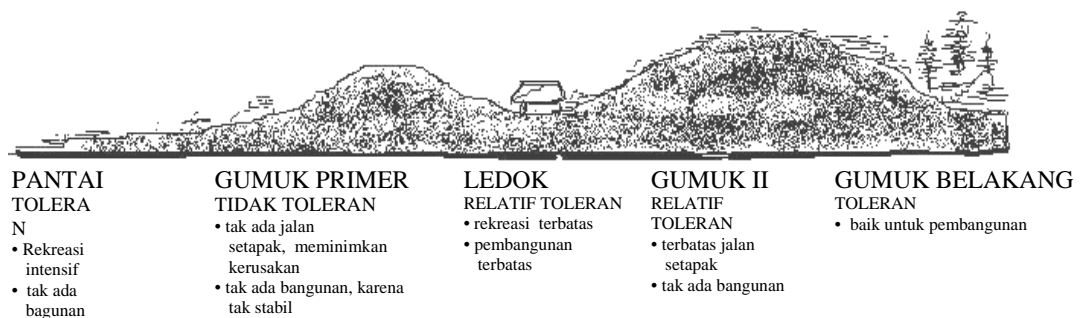 PANTAI
TOLERA
N
• Rekreasi
intensif
• tak ada
bagunan
GUMUK PRIMER
TIDAK TOLERAN
• tak ada jalan
setapak, meminimkan
kerusakan
• tak ada bangunan, karena
tak stabil
LEDOK
RELATIF TOLERAN
• rekreasi terbatas
• pembangunan
terbatas
GUMUK II
RELATIF
TOLERAN
• terbatas jalan
setapak
• tak ada bangunan
GUMUK BELAKANG
TOLERAN
• baik untuk pembangunan